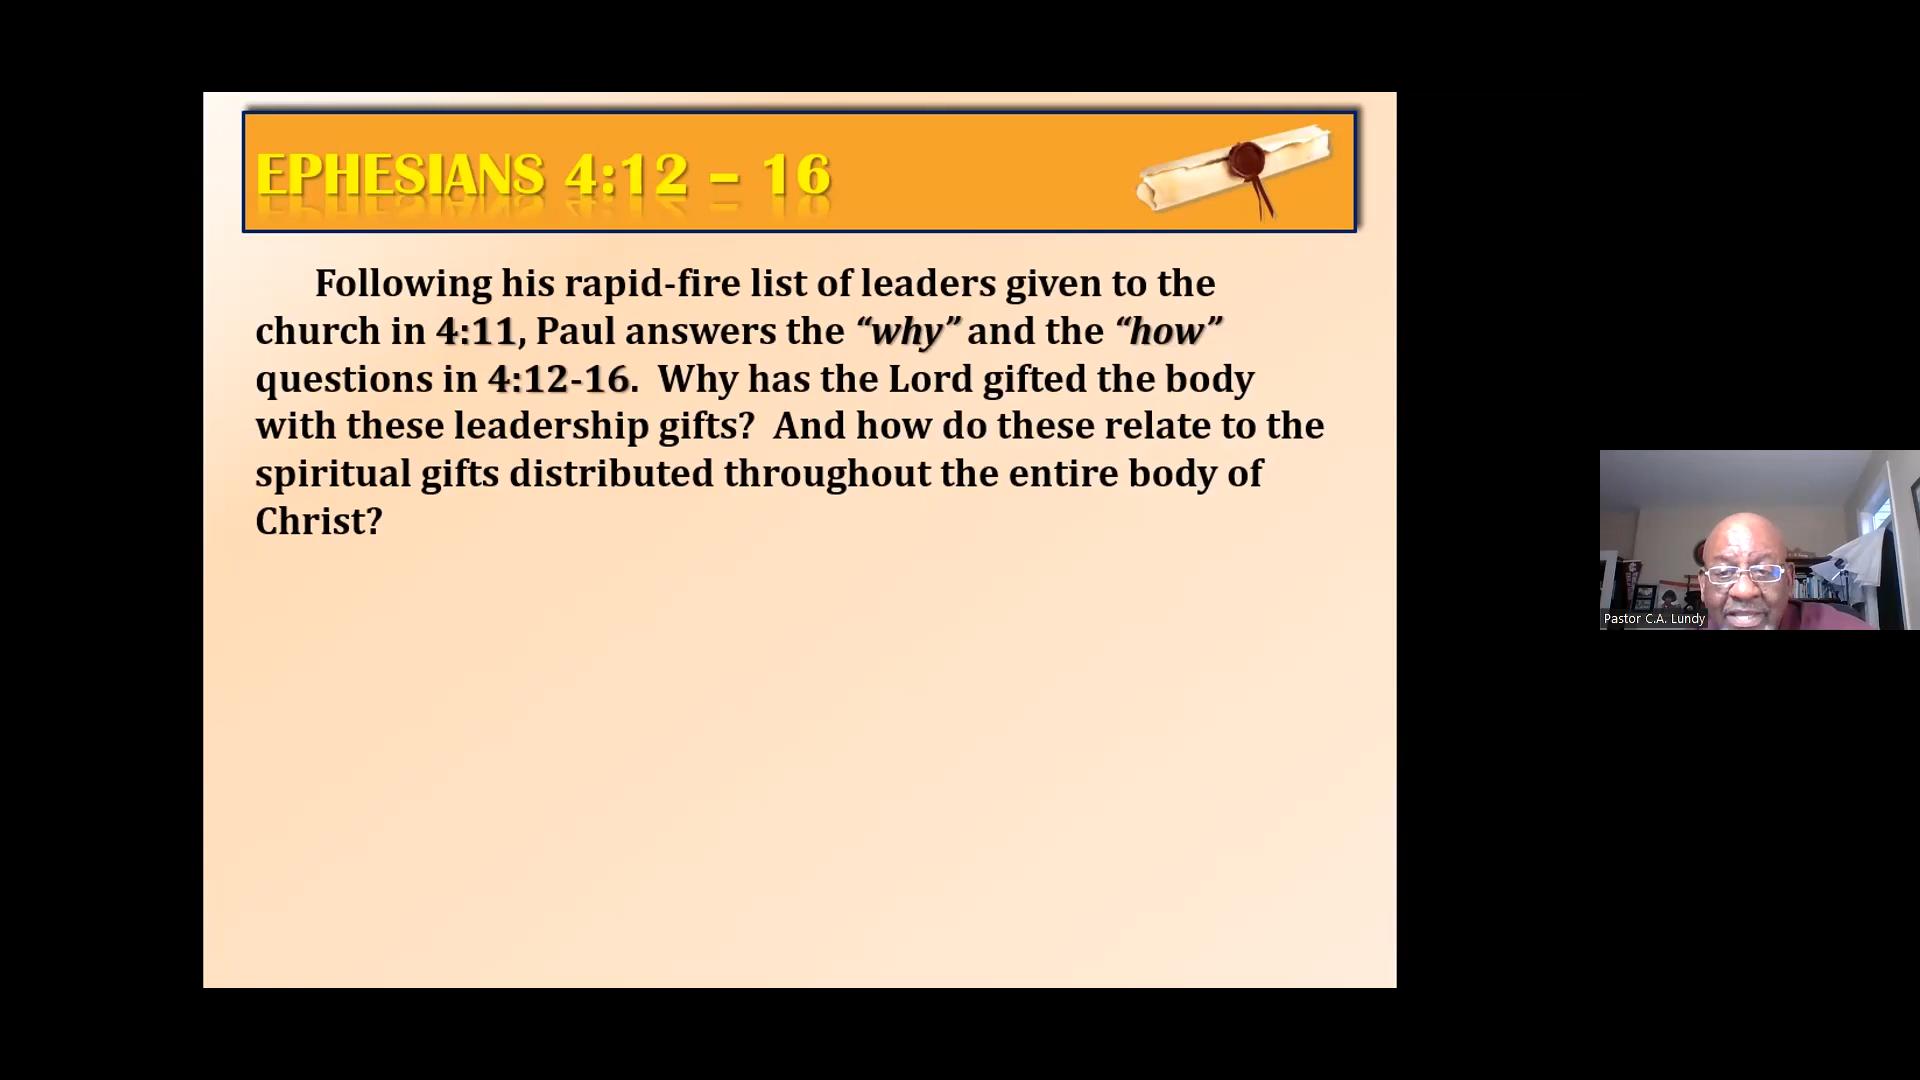 EPHESIANS 4:12 – 16
Following his rapid-fire list of leaders given to the
church in 4:11, Paul answers the “why” and the “how”
questions in 4:12-16.  Why has the Lord gifted the body
with these leadership gifts?  And how do these relate to the
spiritual gifts distributed throughout the entire body of
Christ?
Pastor C.A. Lundy